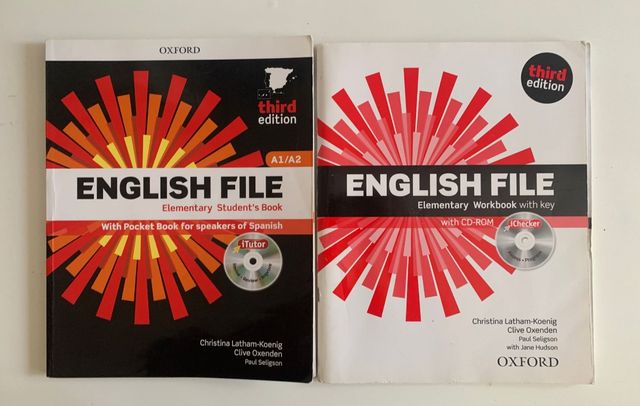 OXFORD
third
edition
A1/A2
ENGLISH FILE
Elementary Student's Book
With Pocket Book for speakers of Spanish
iTutor
Christina Latham-Koenig
Clive Oxenden
Paul Seligson
third
edition
ENGLISH FILE
Elementary Workbook with key
with CD-ROM
iChecker
Christina Latham-Koenig
Clive Oxenden
Paul Seligson
with Jane Hudson
OXFORD